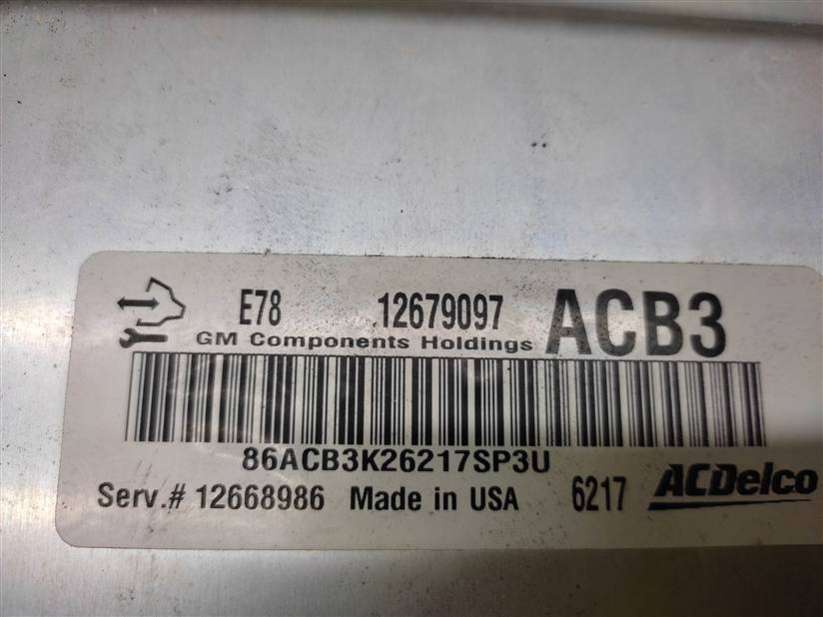 E78 12679097 ACB3
GM Components Holdings
86ACB3K26217SP3U
Serv.# 12668986 Made in USA 6217 ACDelco